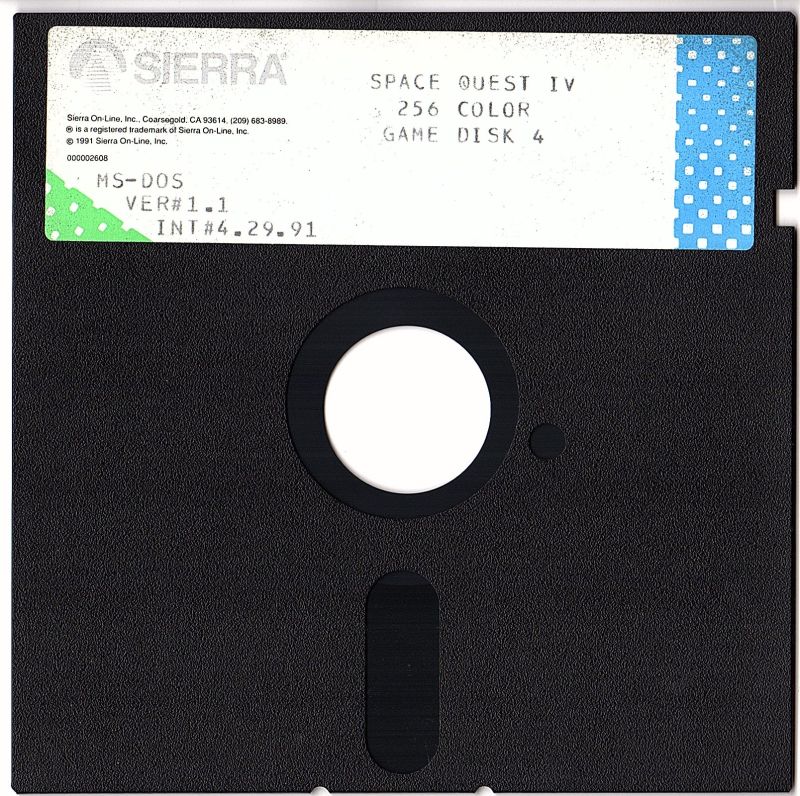 SIERRA
SPACE QUEST IV
256 COLOR
GAME DISK 4
Sierra On-Line, Inc., Coarsegold, CA 93614, (209) 683-8989.
® is a registered trademark of Sierra On-Line, Inc.
© 1991 Sierra On-Line, Inc.
000002608
MS-DOS
VER#1.1
INT#4.29.91